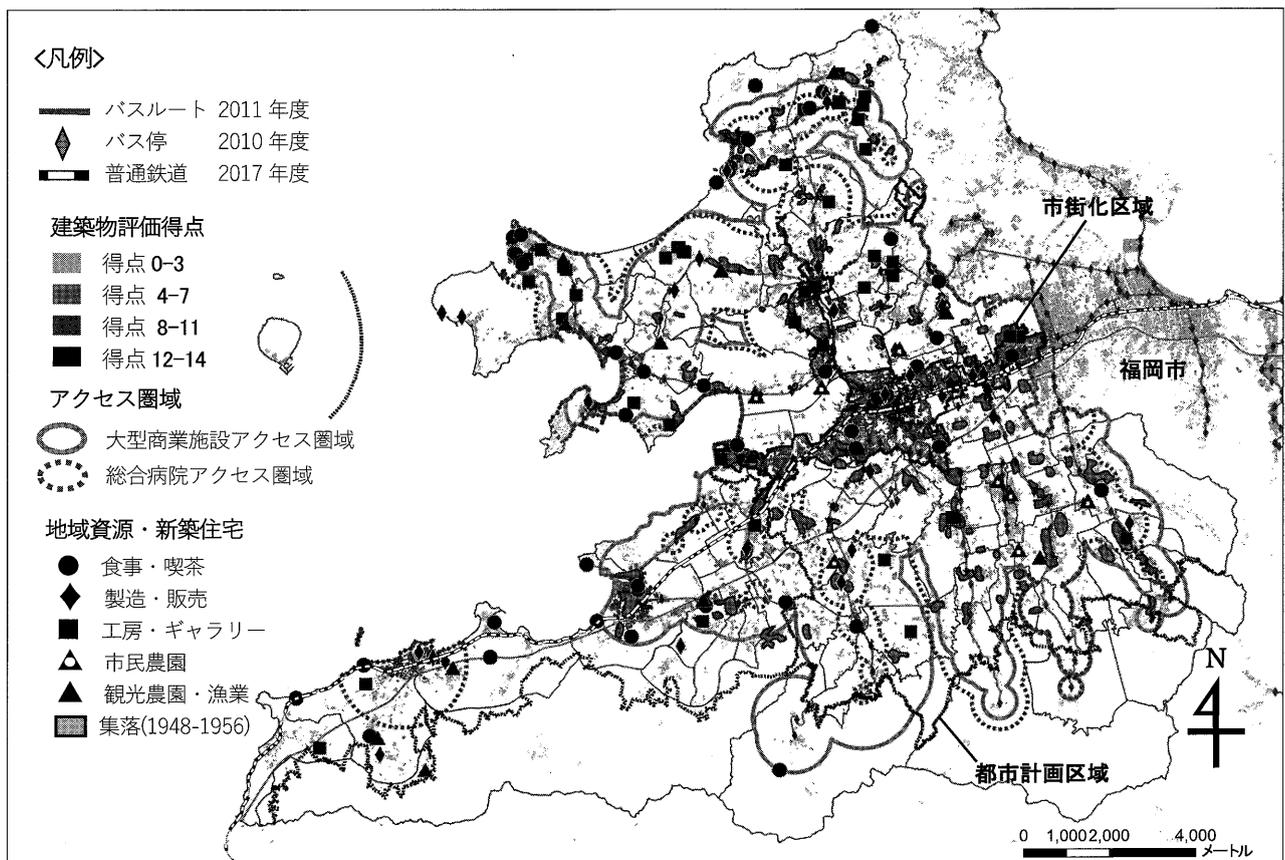 <凡例>
バスルート 2011 年度
バス停 2010 年度
普通鉄道 2017 年度
建築物評価得点
得点 0-3
得点 4-7
得点 8-11
得点 12-14
アクセス圏域
大型商業施設アクセス圏域
総合病院アクセス圏域
地域資源・新築住宅
食事・喫茶
製造・販売
工房・ギャラリー
市民農園
観光農園・漁業
集落(1948-1956)
市街化区域
福岡市
都市計画区域
N
0 1,000 2,000 4,000
メートル